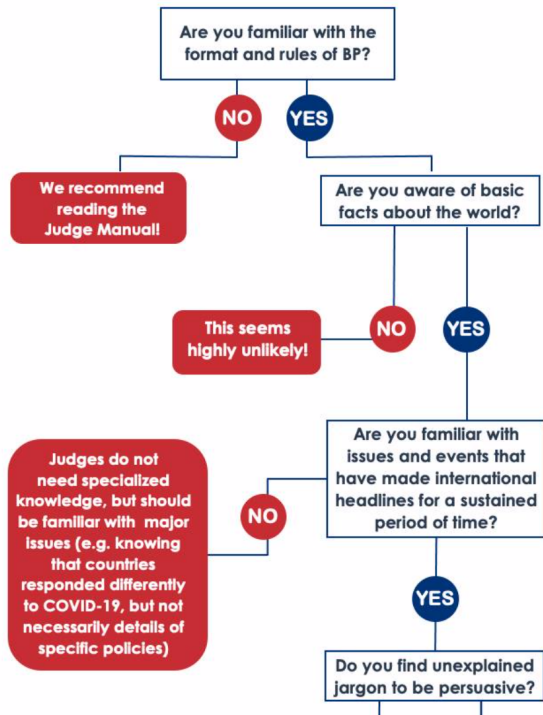 Are you familiar with the
format and rules of BP?
NO
YES
We recommend
reading the
Judge Manual!
Are you aware of basic
facts about the world?
This seems
highly unlikely!
NO
YES
Are you familiar with
issues and events that
have made international
headlines for a sustained
period of time?
Judges do not
need specialized
knowledge, but should
be familiar with major
issues (e.g. knowing
that countries
responded differently
to COVID-19, but not
necessarily details of
specific policies)
NO
YES
Do you find unexplained
jargon to be persuasive?